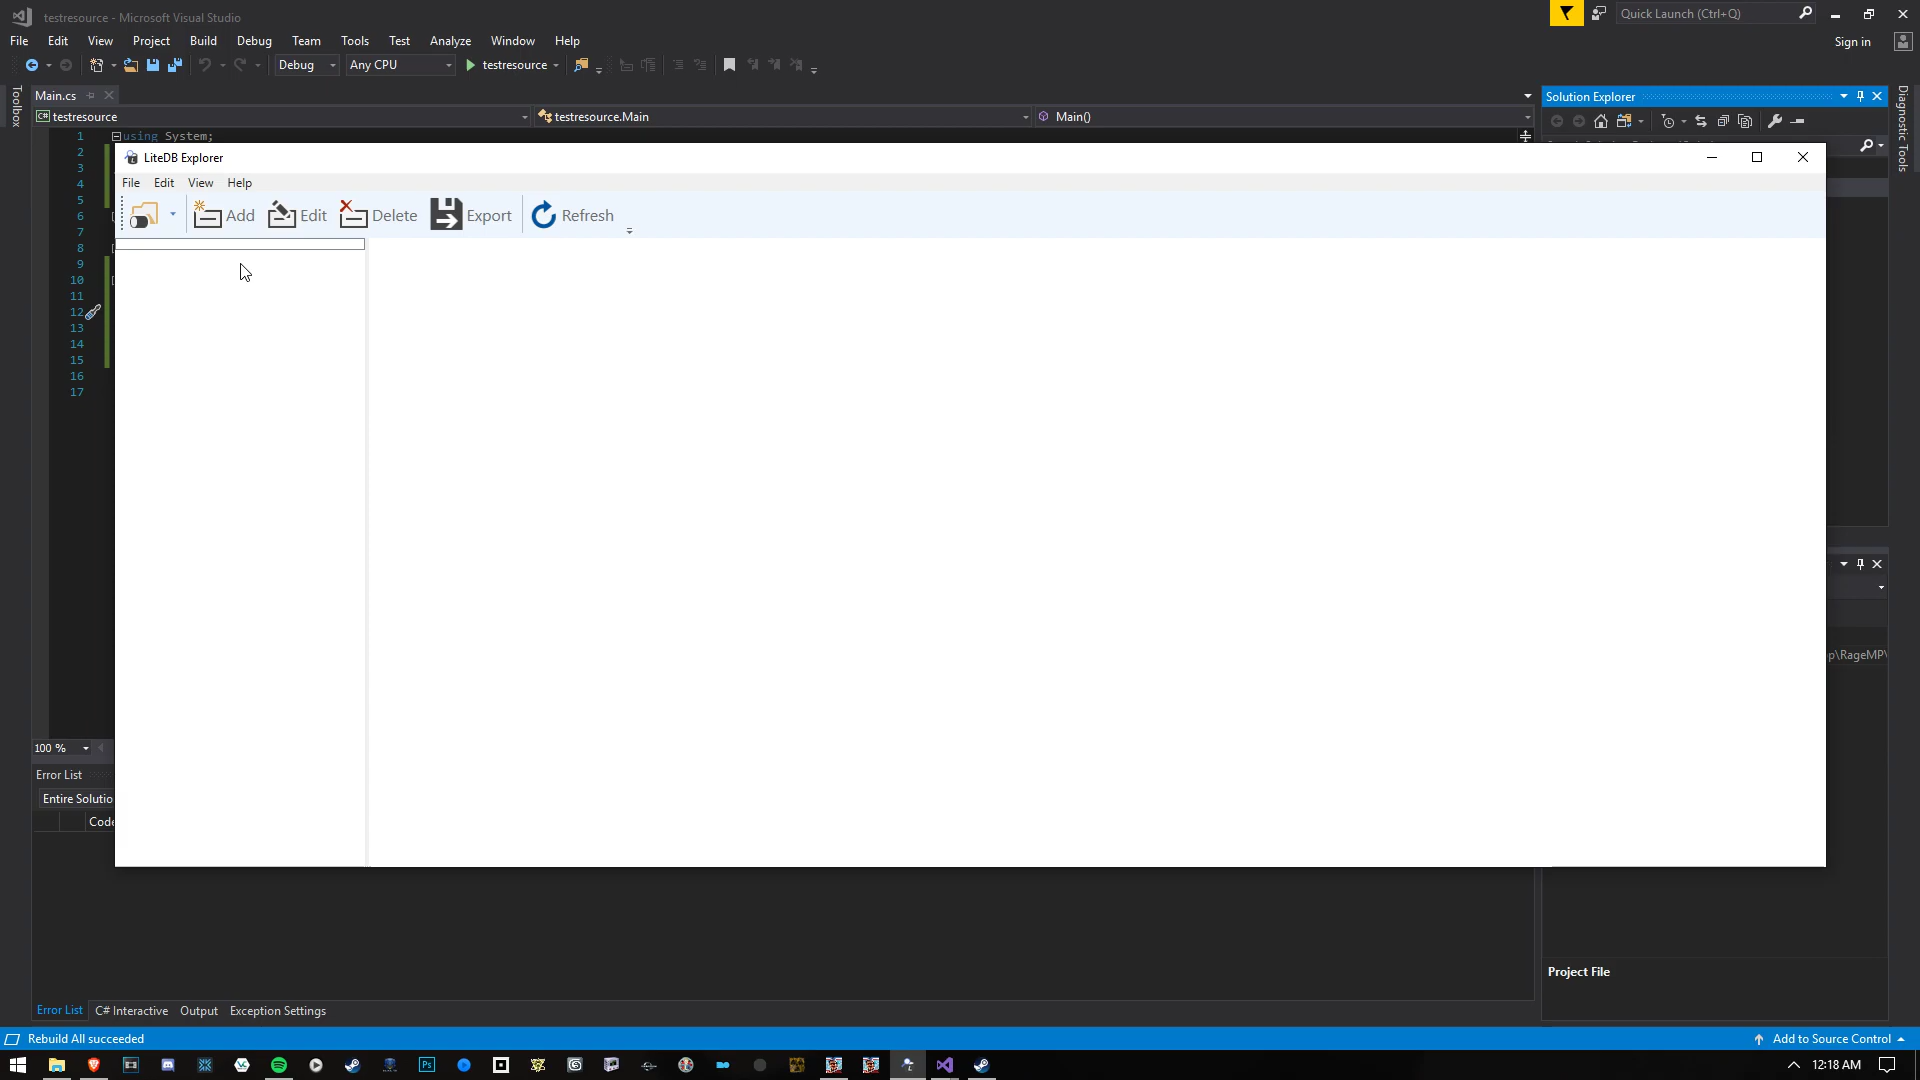 testresource - Microsoft Visual Studio
Quick Launch (Ctrl+Q)
File Edit View Project Build Debug Team Tools Test Analyze Window Help
Sign in
Debug Any CPU testresource
Toolbox
Main.cs
Solution Explorer
Diagnostic Tools
C# testresource
testresource.Main
Main()
1 using System;
2
3
4
5
6
7
8
9
10
11
12
13
14
15
16
17
LiteDB Explorer
File Edit View Help
Add Edit Delete Export Refresh
p\RageMP\
100 %
Error List
Entire Solutio
Code
Project File
Error List C# Interactive Output Exception Settings
Rebuild All succeeded
Add to Source Control
12:18 AM